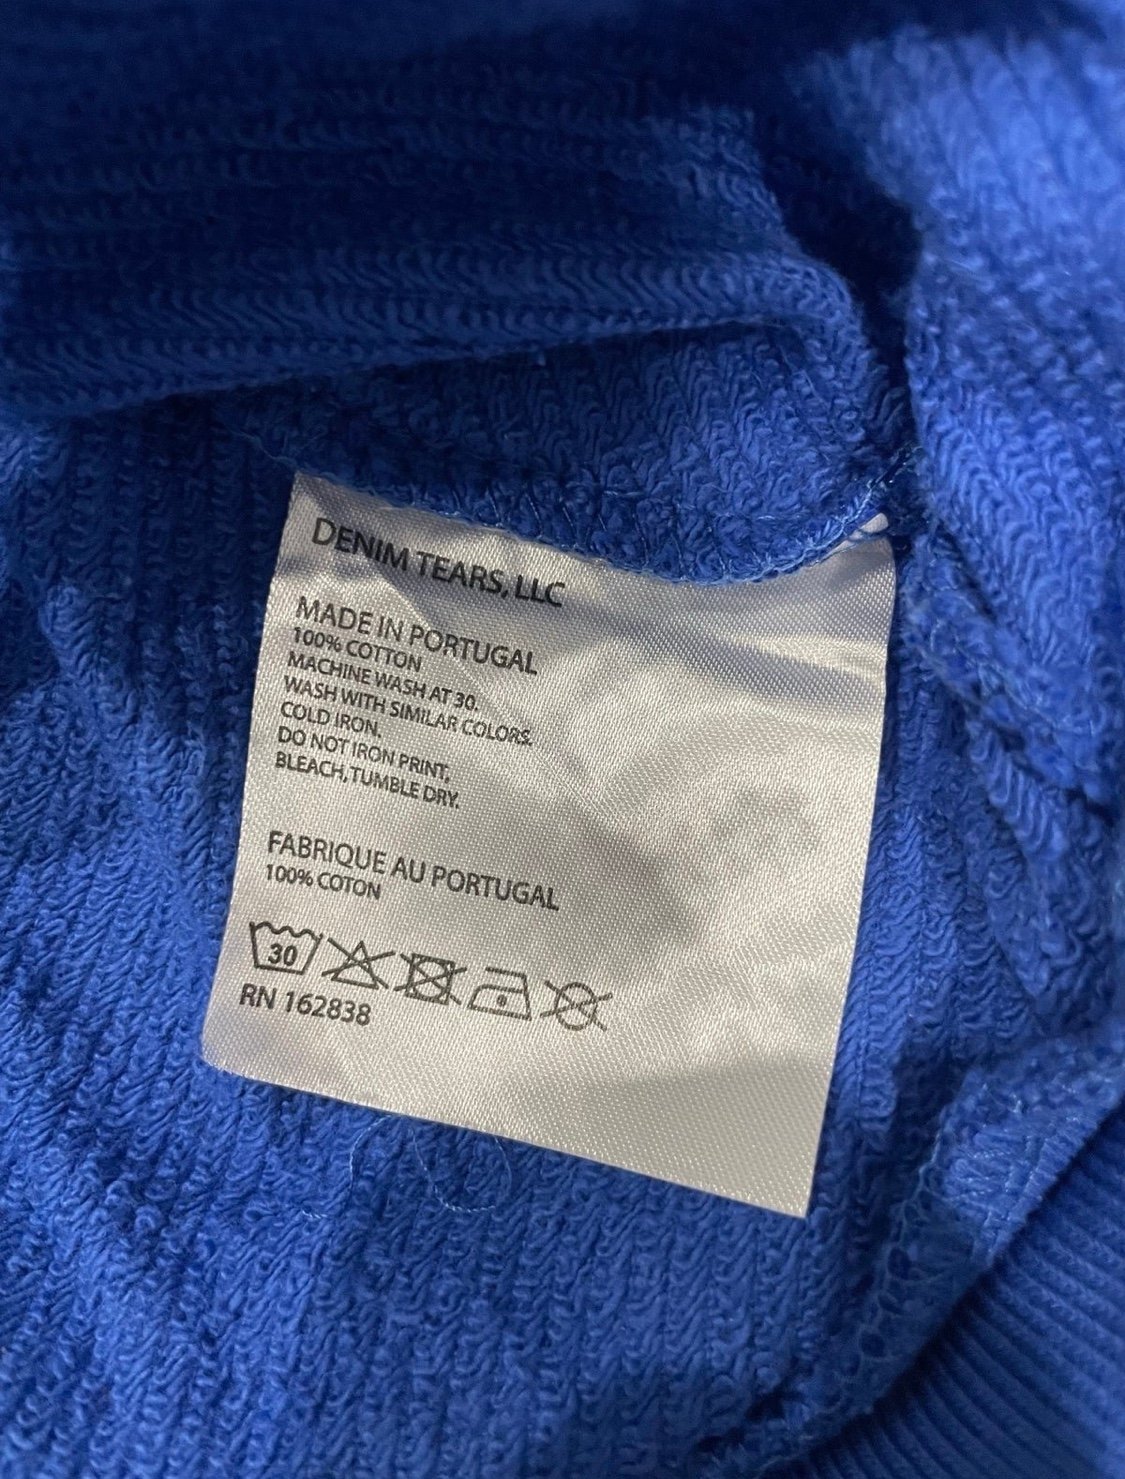 DENIM TEARS, LLC
MADE IN PORTUGAL
100% COTTON
MACHINE WASH AT 30.
WASH WITH SIMILAR COLORS.
COLD IRON.
DO NOT IRON PRINT,
BLEACH, TUMBLE DRY.
FABRIQUE AU PORTUGAL
100% COTON
30
RN 162838